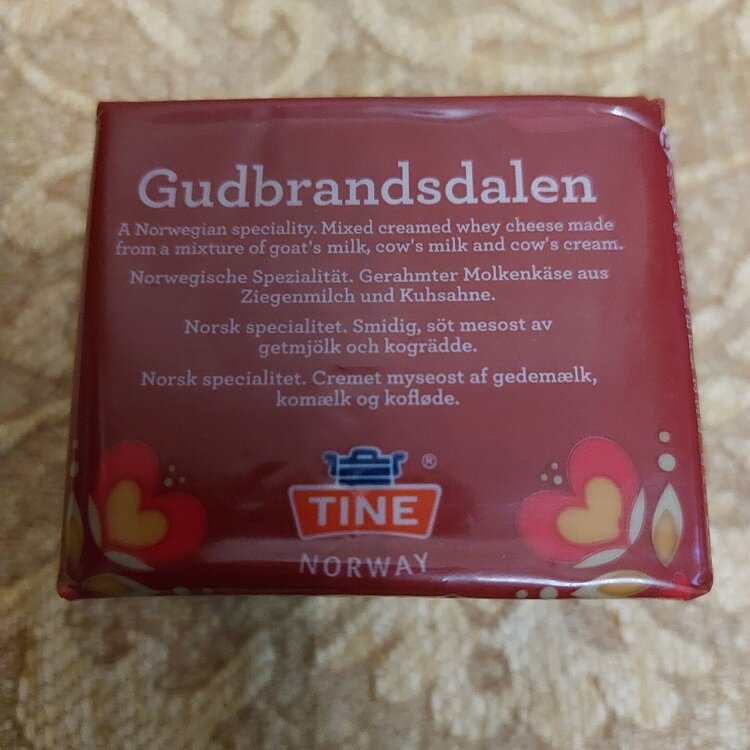 Gudbrandsdalen
A Norwegian speciality. Mixed creamed whey cheese made
from a mixture of goat's milk, cow's milk and cow's cream.
Norwegische Spezialität. Gerahmter Molkenkäse aus
Ziegenmilch und Kuhsahne.
Norsk specialitet. Smidig, söt mesost av
getmjölk och kogrädde.
Norsk specialitet. Cremet myseost af gedemælk,
komælk og kofløde.
®
TINE
NORWAY